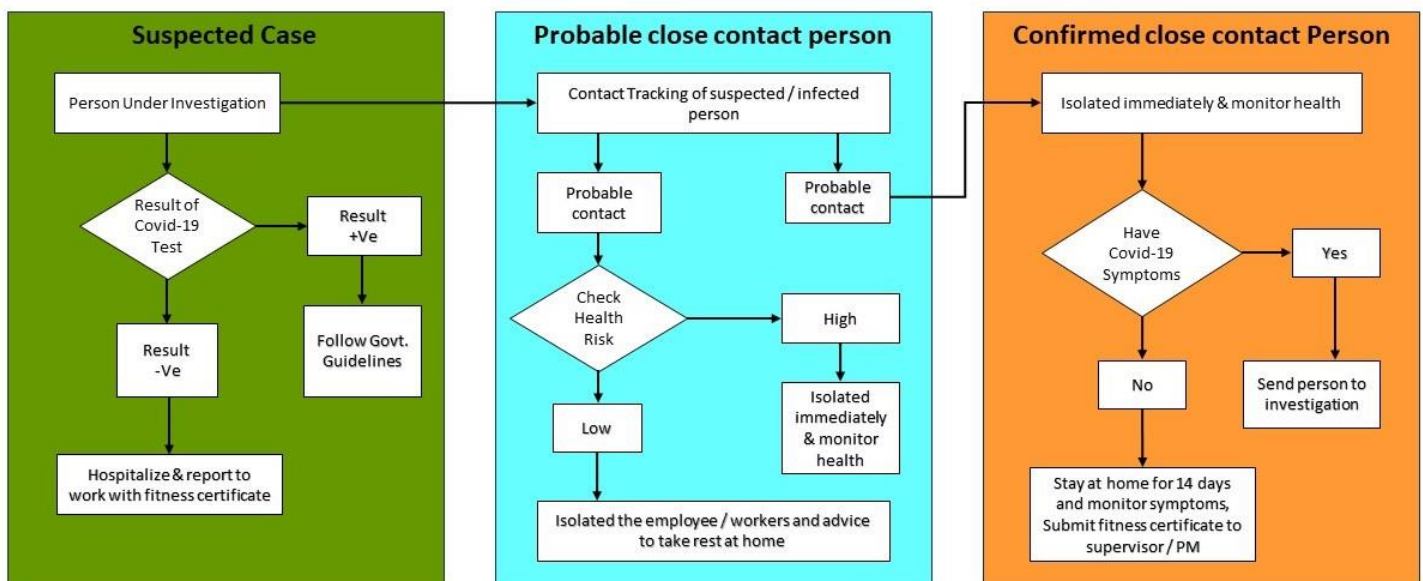 Suspected Case
Person Under Investigation
Result of
Covid-19
Test
Result
+Ve
Follow Govt.
Guidelines
Result
-Ve
Hospitalize & report to
work with fitness certificate
Probable close contact person
Contact Tracking of suspected / infected
person
Probable
contact
Probable
contact
Check
Health
Risk
High
Isolated
immediately
& monitor
health
Low
Isolated the employee / workers and advice
to take rest at home
Confirmed close contact Person
Isolated immediately & monitor health
Have
Covid-19
Symptoms
Yes
Send person to
investigation
No
Stay at home for 14 days
and monitor symptoms,
Submit fitness certificate to
supervisor / PM